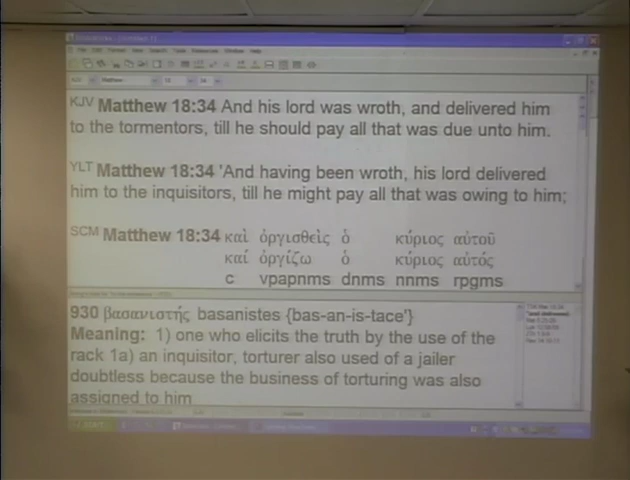 KJV Matthew 18:34 And his lord was wroth, and delivered him
to the tormentors, till he should pay all that was due unto him.
YLT Matthew 18:34 'And having been wroth, his lord delivered
him to the inquisitors, till he might pay all that was owing to him;
SCM Matthew 18:34 καὶ ὀργισθεὶς ὁ κύριος αὐτοῦ
καί ὀργίζω ὁ κύριος αὐτός
c vpapnms dnms nnms rpgms
930 βασανιστής basanistes {bas-an-is-tace'}
Meaning: 1) one who elicits the truth by the use of the
rack 1a) an inquisitor, torturer also used of a jailer
doubtless because the business of torturing was also
assigned to him